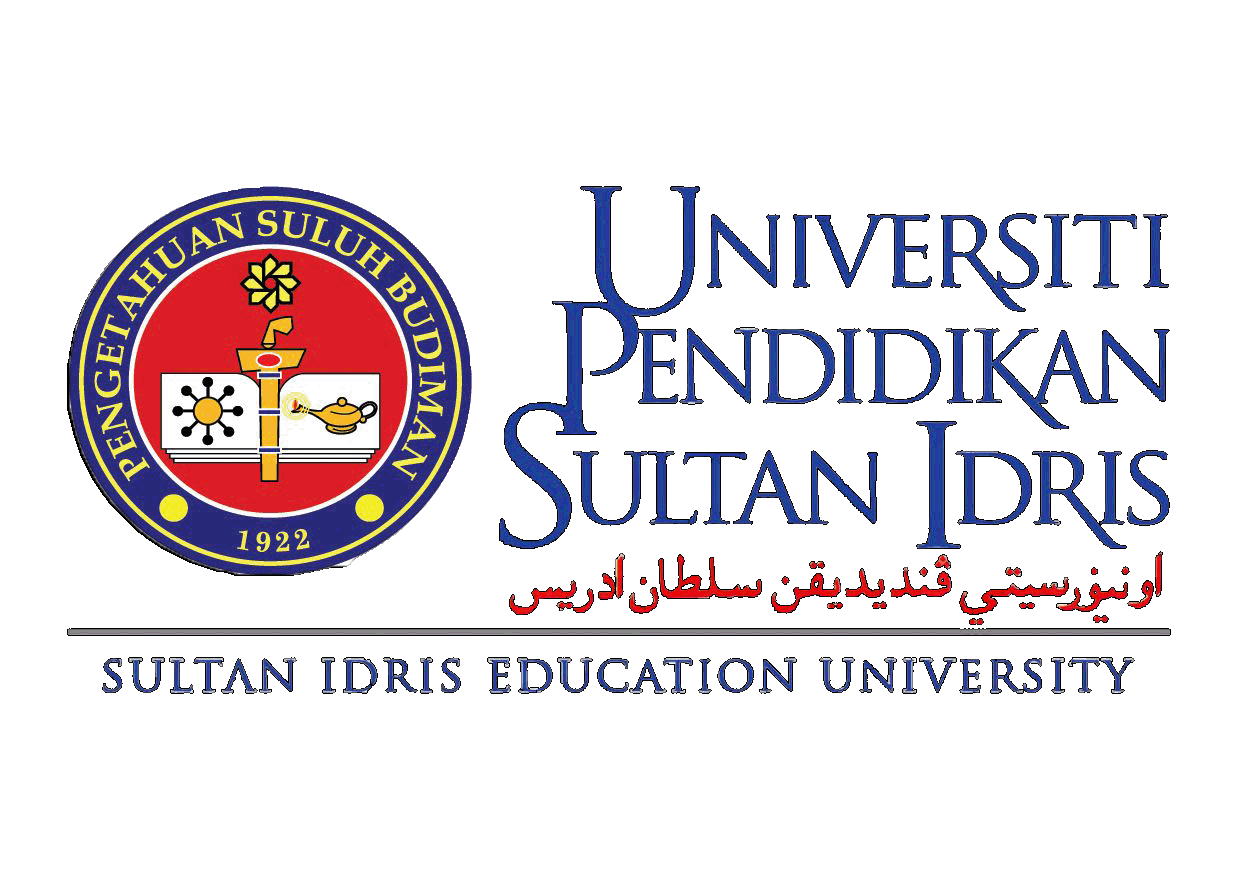 PENGETAHUAN SULUH BUDIMAN
1922
UNIVERSITI
PENDIDIKAN
SULTAN IDRIS
اونيۏرسيتي ڤنديديقن سلطان ادريس
SULTAN IDRIS EDUCATION UNIVERSITY